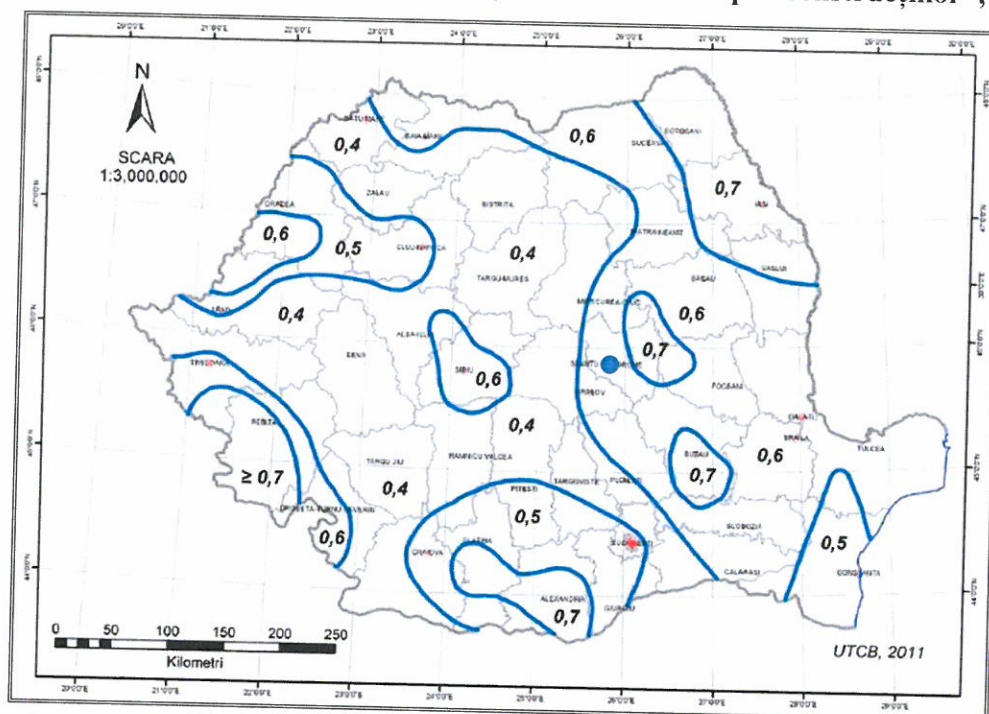 N
SCARA
1:3,000,000
0,6
0,4
BAIA MARE
SUCEAVA
BOTOSANI
0,7
IASI
ZALAU
ORADEA
BISTRITA
PIATRA NEAMT
0,6
0,5
CLUJ-NAPOCA
0,4
VASLUI
TARGU-MURES
BACAU
MIERCUREA-CIUC
0,6
ARAD
0,4
ALBA IULIA
0,7
TIMISOARA
DEVA
SIBIU
0,6
FOCSANI
BRASOV
RESITA
0,4
GALATI
BRAILA
TULCEA
BUZAU
0,6
≥ 0,7
TARGU JIU
RAMNICU VALCEA
0,7
0,4
PITESTI
TARGOVISTE
PLOIESTI
0,5
DROBETA-TURNU SEVERIN
0,6
SLATINA
BUCURESTI
SLOBOZIA
0,5
CRAIOVA
CALARASI
CONSTANTA
ALEXANDRIA
0,7
GIURGIU
0 50 100 150 200 250
Kilometri
UTCB, 2011